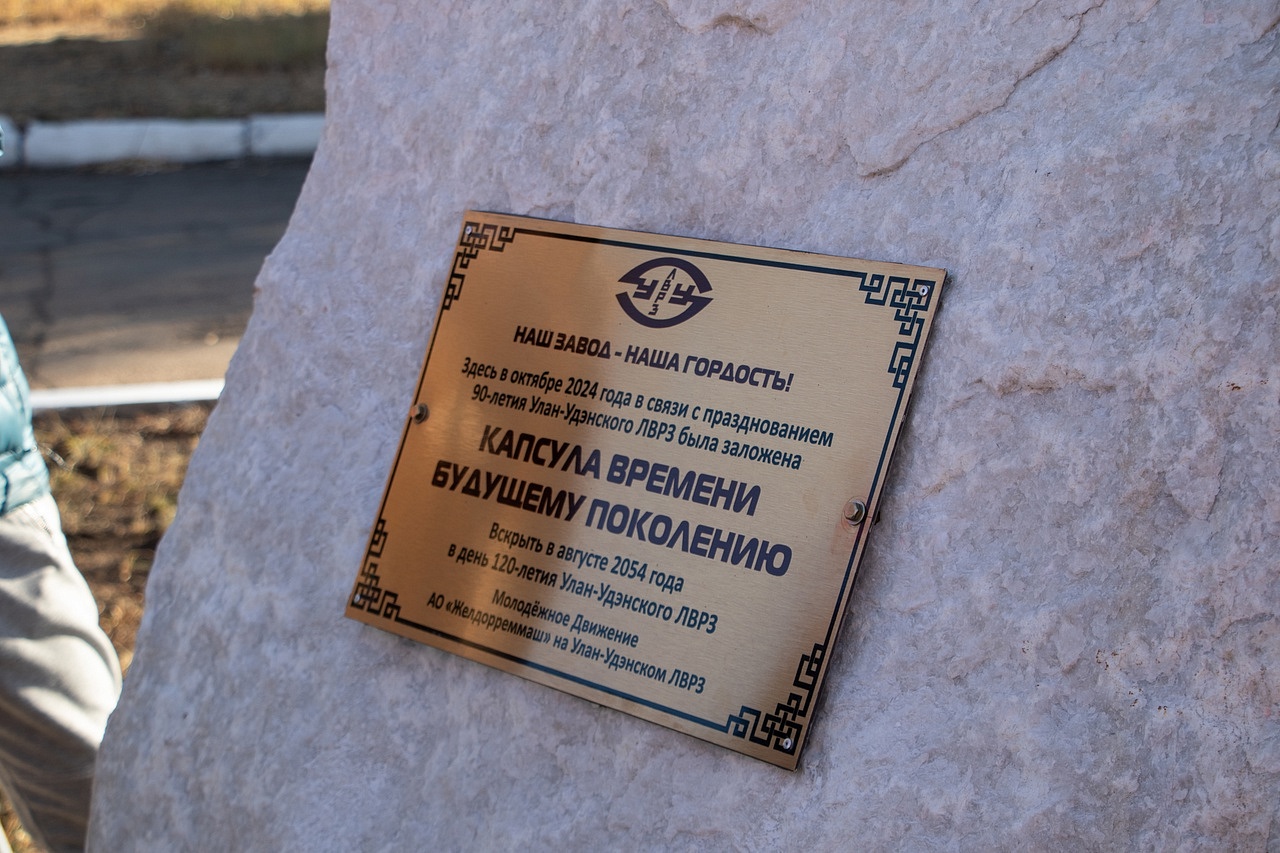 У ЛВРЗ У
НАШ ЗАВОД - НАША ГОРДОСТЬ!
Здесь в октябре 2024 года в связи с празднованием
90-летия Улан-Удэнского ЛВРЗ была заложена
КАПСУЛА ВРЕМЕНИ
БУДУЩЕМУ ПОКОЛЕНИЮ
Вскрыть в августе 2054 года
в день 120-летия Улан-Удэнского ЛВРЗ
Молодёжное Движение
АО «Желдорреммаш» на Улан-Удэнском ЛВРЗ